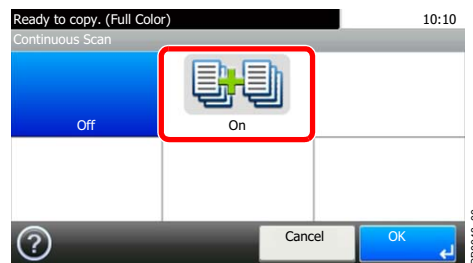 Ready to copy. (Full Color) 10:10
Continuous Scan
Off On
? Cancel OK